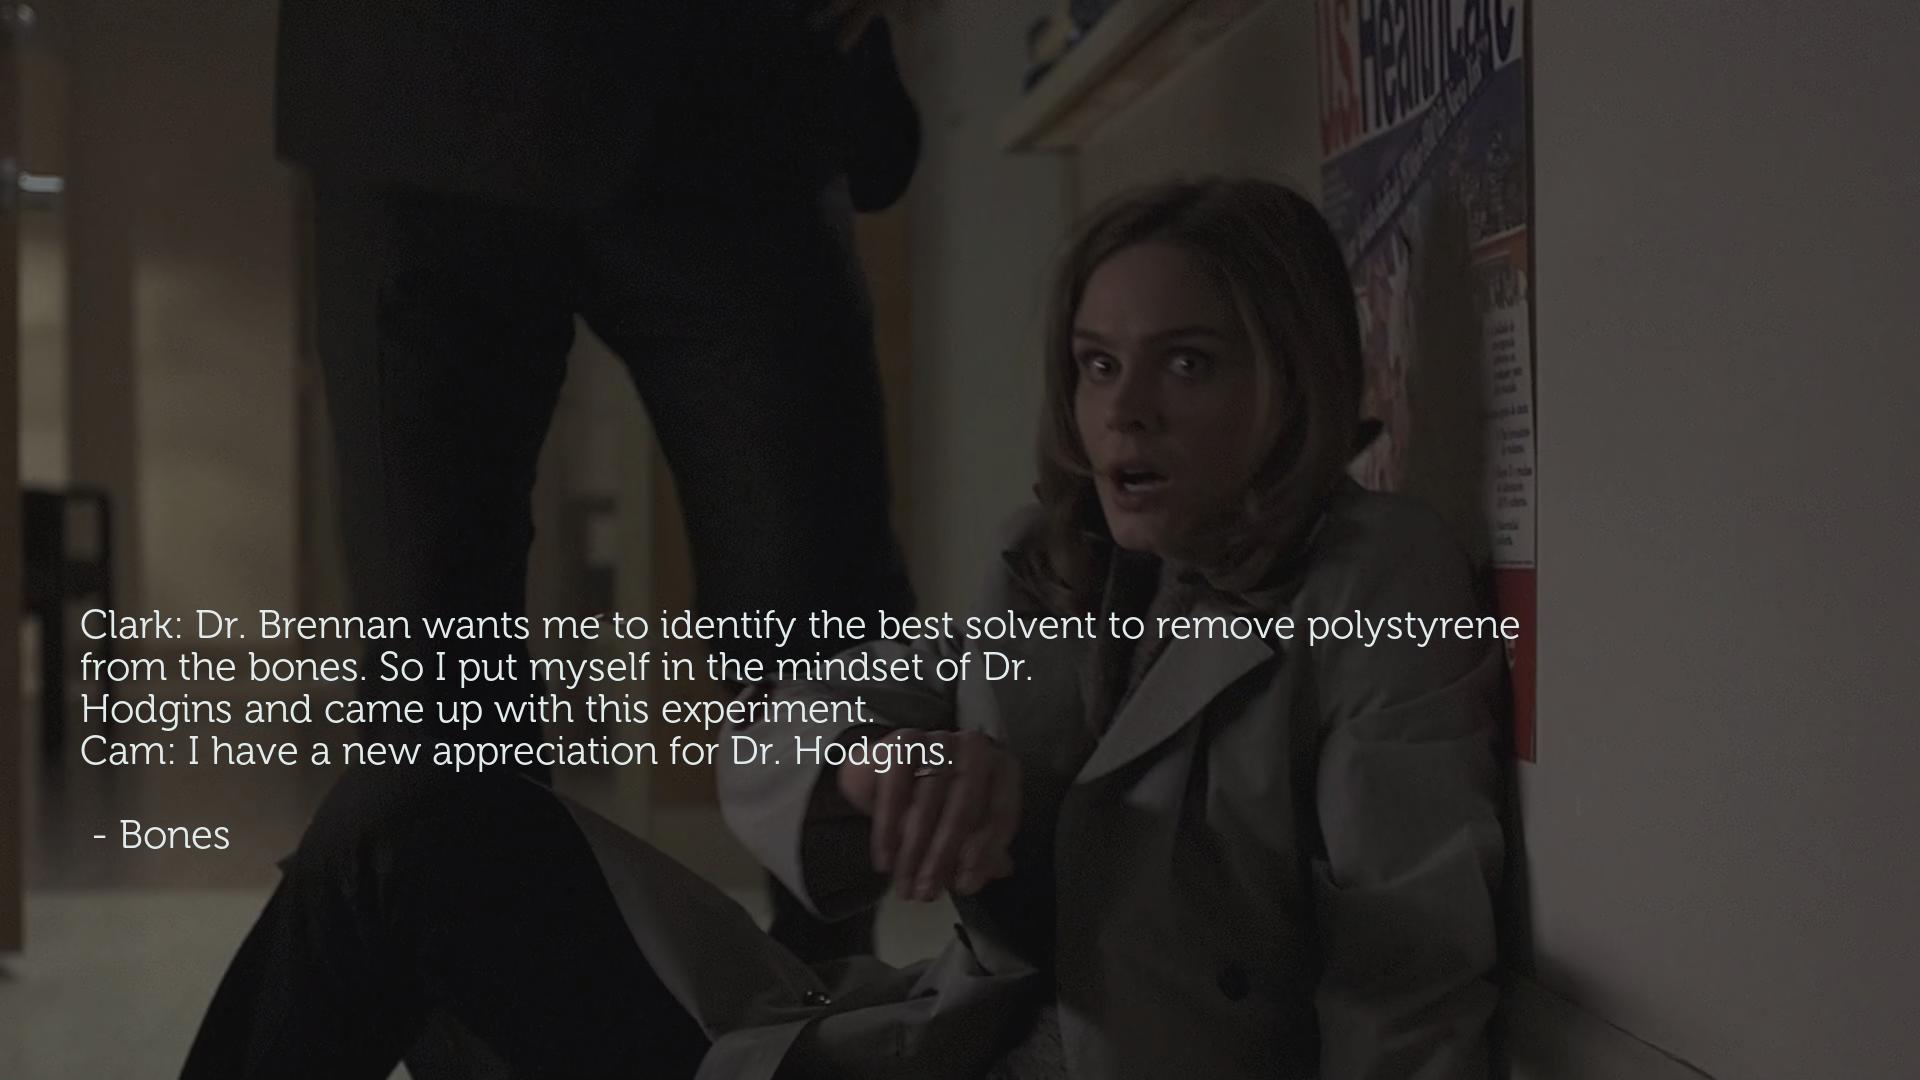 US Healthcare
Clark: Dr. Brennan wants me to identify the best solvent to remove polystyrene
from the bones. So I put myself in the mindset of Dr.
Hodgins and came up with this experiment.
Cam: I have a new appreciation for Dr. Hodgins.
- Bones